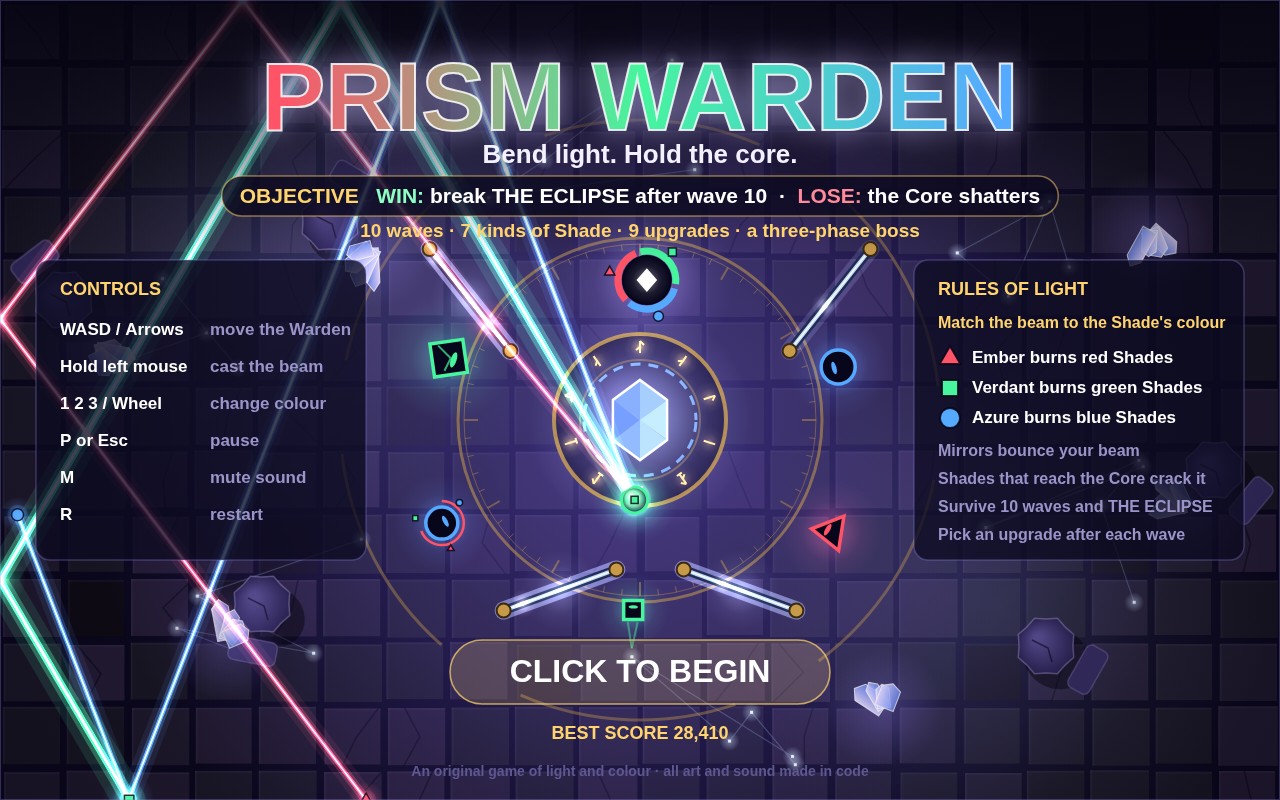 PRISM WARDEN
Bend light. Hold the core.
OBJECTIVE WIN: break THE ECLIPSE after wave 10 · LOSE: the Core shatters
10 waves · 7 kinds of Shade · 9 upgrades · a three-phase boss
CONTROLS
WASD / Arrows move the Warden
Hold left mouse cast the beam
1 2 3 / Wheel change colour
P or Esc pause
M mute sound
R restart
RULES OF LIGHT
Match the beam to the Shade's colour
Ember burns red Shades
Verdant burns green Shades
Azure burns blue Shades
Mirrors bounce your beam
Shades that reach the Core crack it
Survive 10 waves and THE ECLIPSE
Pick an upgrade after each wave
CLICK TO BEGIN
BEST SCORE 28,410
An original game of light and colour · all art and sound made in code